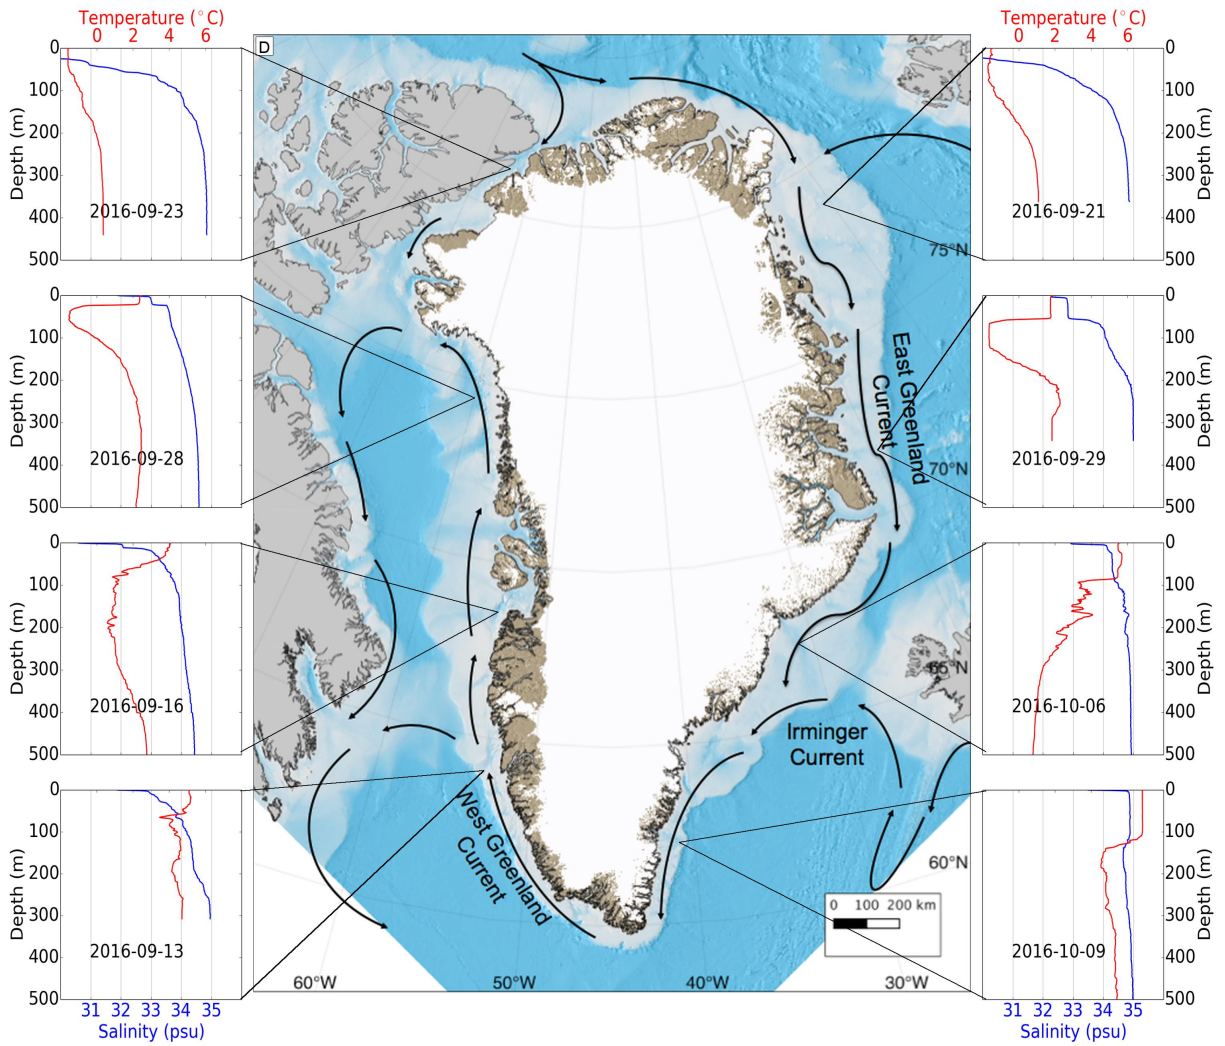 Temperature (°C)
0 2 4 6
Temperature (°C)
0 2 4 6
D
0
100
200
300
400
500
Depth (m)
2016-09-23
0
100
200
300
400
500
Depth (m)
2016-09-21
75°N
0
100
200
300
400
500
Depth (m)
2016-09-28
0
100
200
300
400
500
Depth (m)
2016-09-29
East Greenland
Current
70°N
0
100
200
300
400
500
Depth (m)
2016-09-16
0
100
200
300
400
500
Depth (m)
2016-10-06
65°N
Irminger
Current
0
100
200
300
400
500
Depth (m)
2016-09-13
0
100
200
300
400
500
Depth (m)
2016-10-09
West Greenland
Current
60°N
0 100 200 km
60°W 50°W 40°W 30°W
31 32 33 34 35
Salinity (psu)
31 32 33 34 35
Salinity (psu)